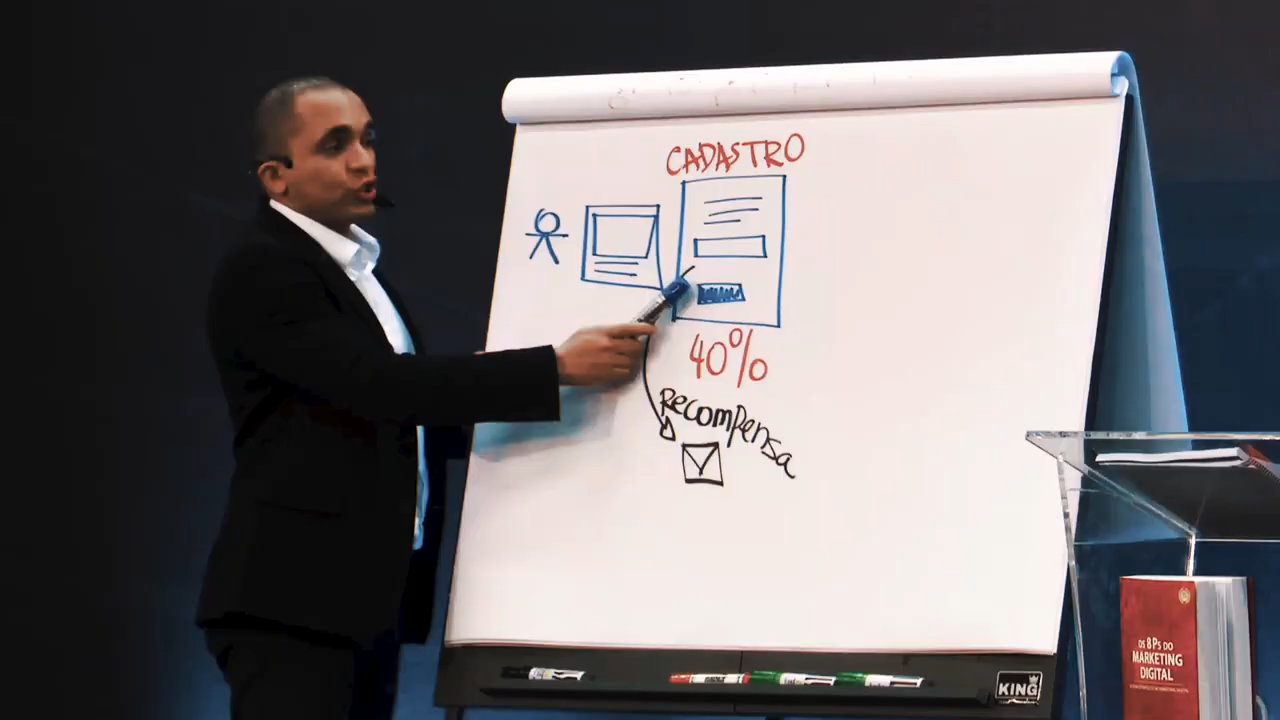 CADASTRO
40%
Recompensa
KING
OS 8Ps DO
MARKETING
DIGITAL